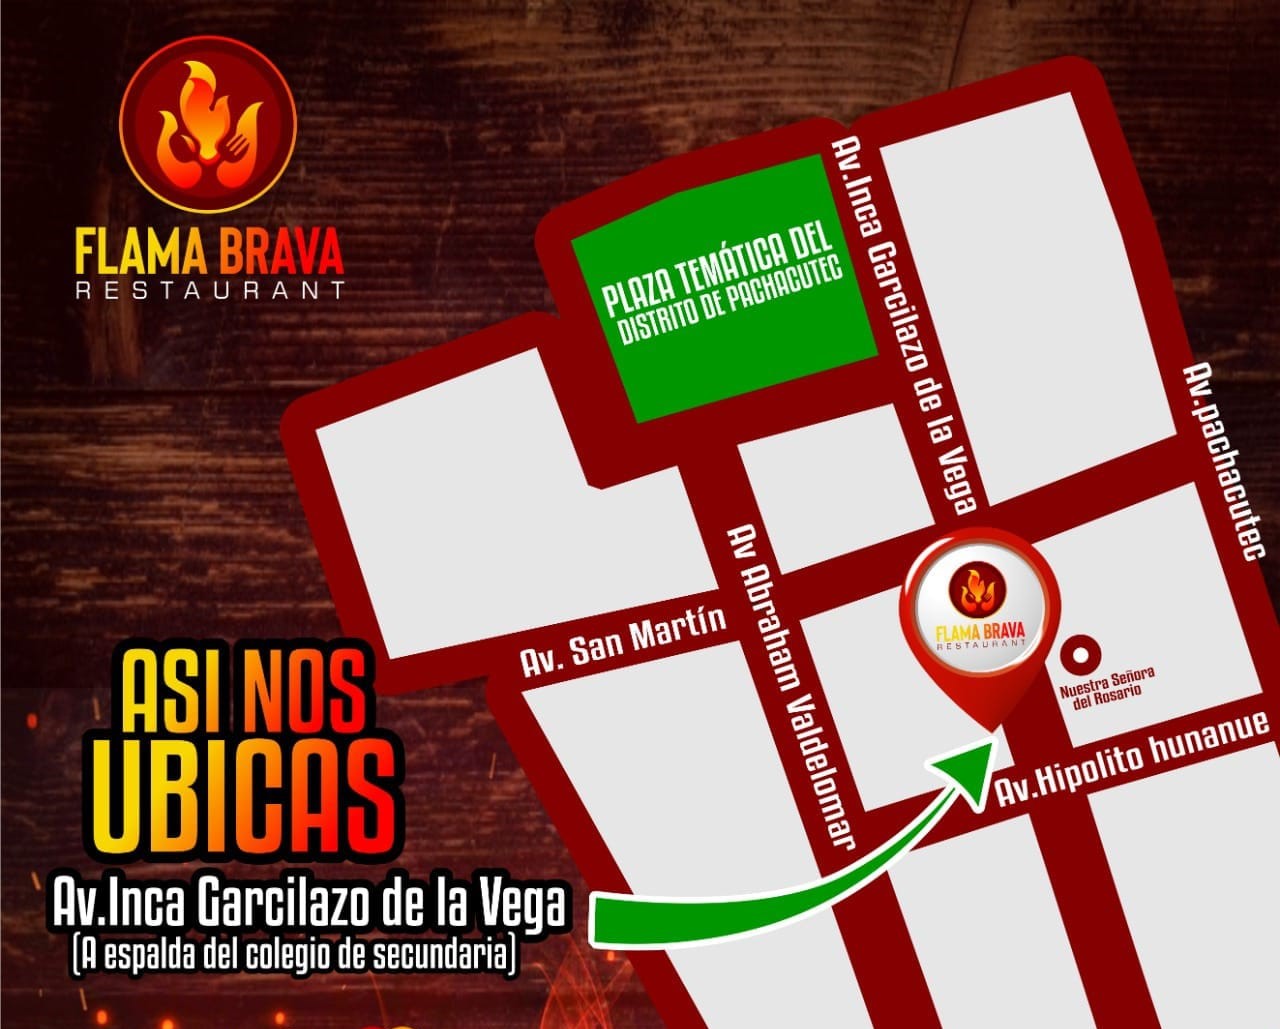 FLAMA BRAVA
RESTAURANT
PLAZA TEMÁTICA DEL
DISTRITO DE PACHACUTEC
Av.Inca Garcilazo de la Vega
Av.pachacutec
Av Abraham Valdelomar
Av. San Martín
FLAMA BRAVA
RESTAURANT
Nuestra Señora
del Rosario
Av.Hipolito hunanue
ASI NOS
UBICAS
Av.Inca Garcilazo de la Vega
(A espalda del colegio de secundaria)